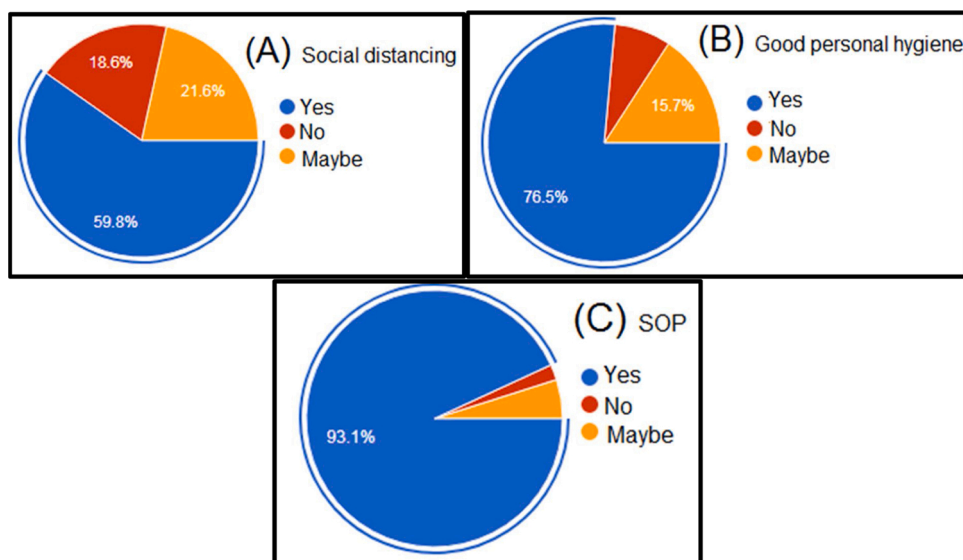 (A) Social distancing
18.6%
21.6%
59.8%
Yes
No
Maybe
(B) Good personal hygiene
15.7%
76.5%
Yes
No
Maybe
(C) SOP
93.1%
Yes
No
Maybe